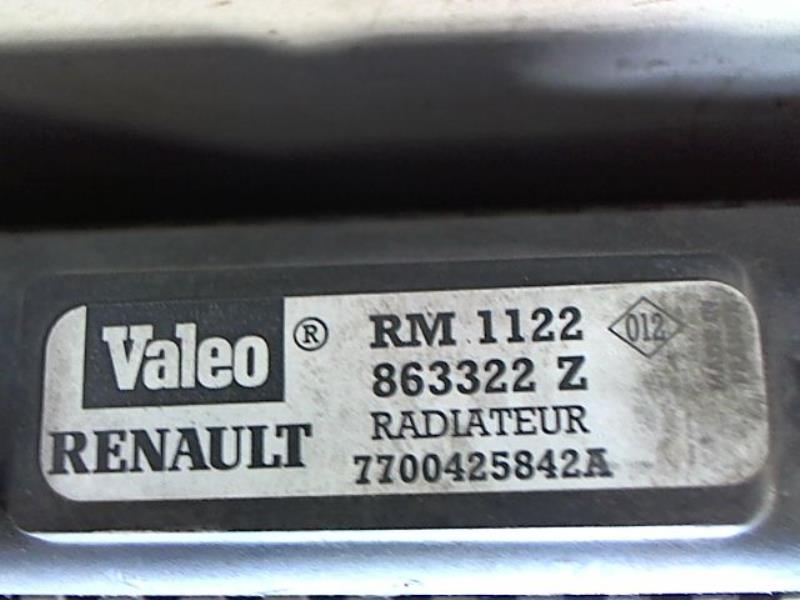 Valeo ® RM 1122 012
863322 Z
RADIATEUR
RENAULT 7700425842A